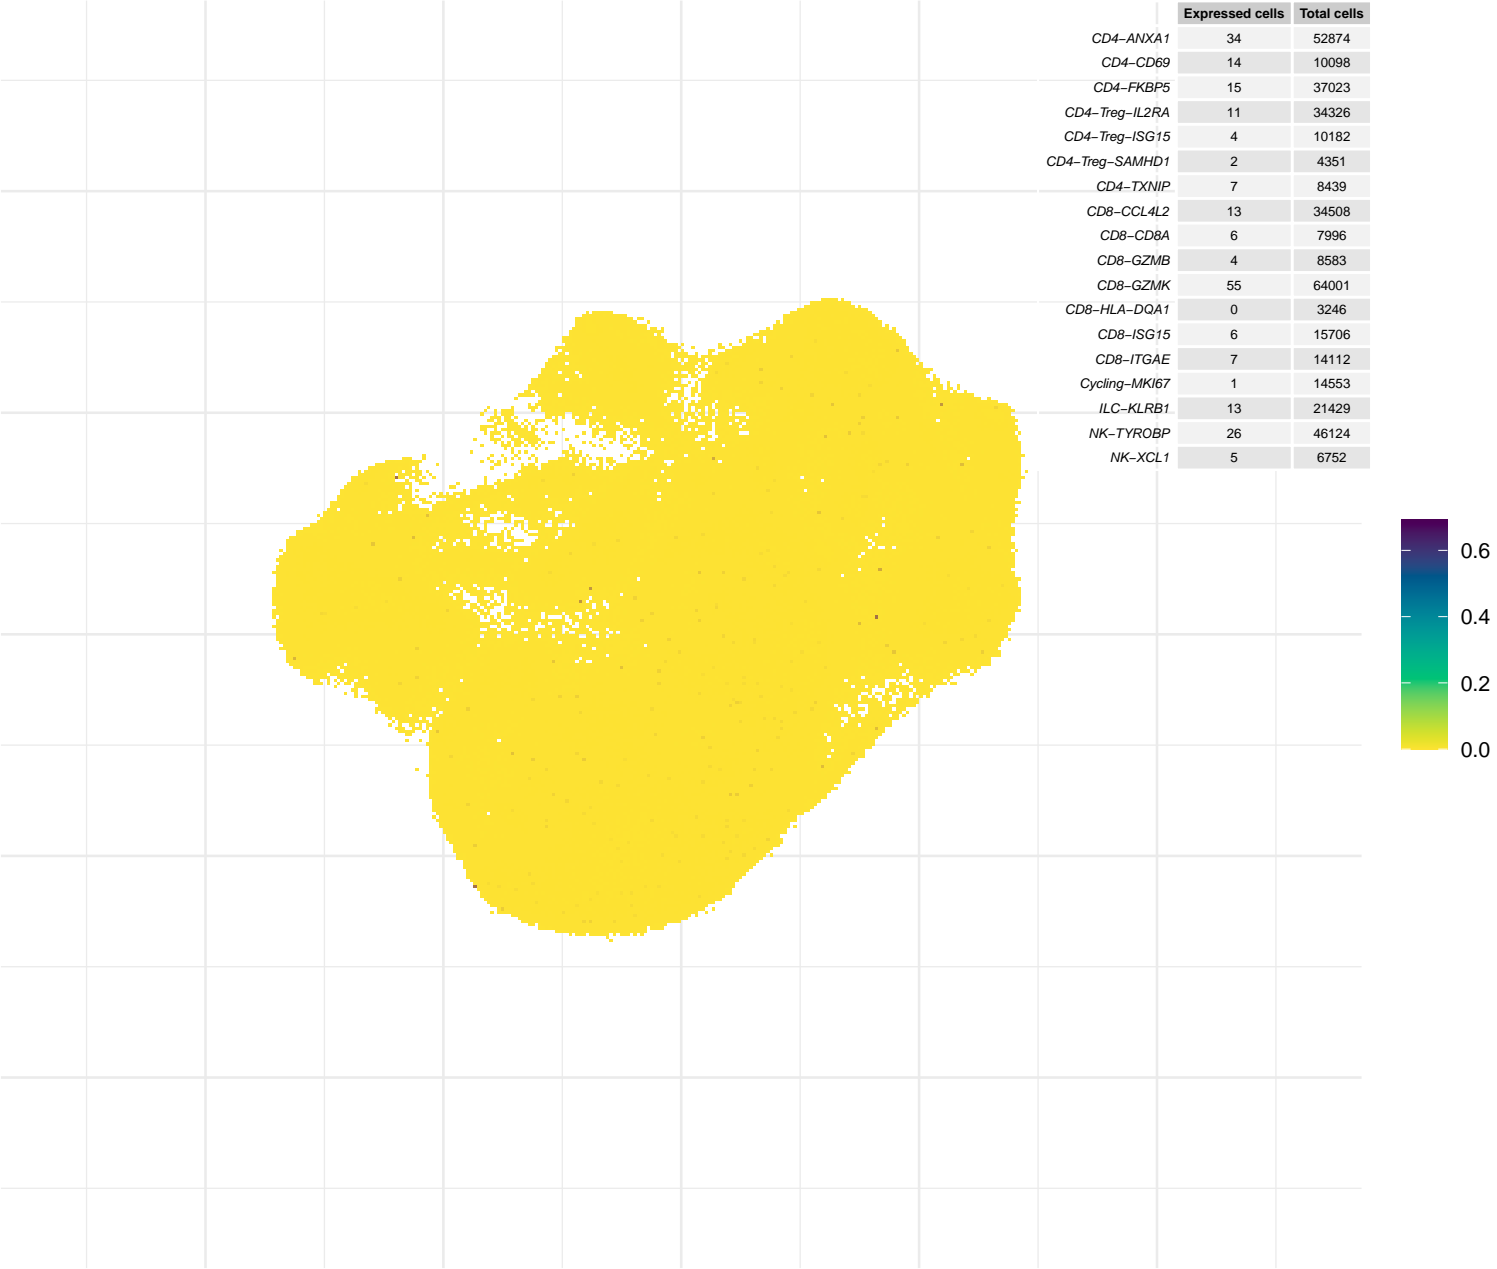 Expressed cells Total cells
CD4−ANXA1 34 52874
CD4−CD69 14 10098
CD4−FKBP5 15 37023
CD4−Treg−IL2RA 11 34326
CD4−Treg−ISG15 4 10182
CD4−Treg−SAMHD1 2 4351
CD4−TXNIP 7 8439
CD8−CCL4L2 13 34508
CD8−CD8A 6 7996
CD8−GZMB 4 8583
CD8−GZMK 55 64001
CD8−HLA−DQA1 0 3246
CD8−ISG15 6 15706
CD8−ITGAE 7 14112
Cycling−MKI67 1 14553
ILC−KLRB1 13 21429
NK−TYROBP 26 46124
NK−XCL1 5 6752
0.6
0.4
0.2
0.0